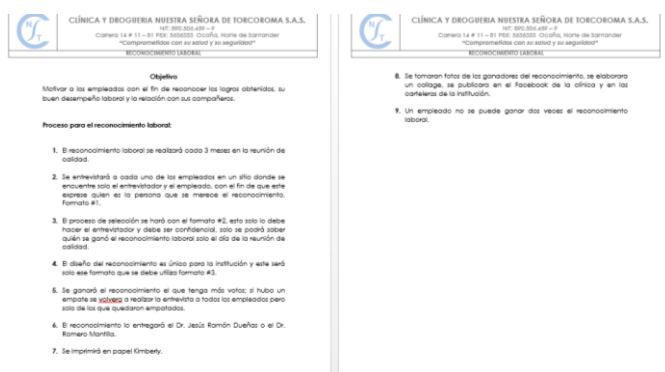 CLÍNICA Y DROGUERIA NUESTRA SEÑORA DE TORCOROMA S.A.S.
NIT: 890.506.459 – 9
Carrera 14 # 11 – 51 PBX: 5636555 Ocaña, Norte de Santander
"Comprometidas con su salud y su seguridad"
RECONOCIMIENTO LABORAL
Objetivo
Motivar a los empleados con el fin de reconocer los logros obtenidos, su
buen desempeño laboral y la relación con sus compañeros.
Proceso para el reconocimiento laboral:
1. El reconocimiento laboral se realizará cada 3 meses en la reunión de
calidad.
2. Se entrevistará a cada uno de los empleados en un sitio donde se
encuentre solo el entrevistador y el empleado, con el fin de que este
exprese quien es la persona que se merece el reconocimiento.
Formato #1.
3. El proceso de selección se hará con el formato #2, esto solo lo debe
hacer el entrevistador y debe ser confidencial, solo se podrá saber
quién se ganó el reconocimiento laboral solo el día de la reunión de
calidad.
4. El diseño del reconocimiento es único para la institución y este será
solo ese formato que se debe utiliza formato #3.
5. Se ganará el reconocimiento el que tenga más votos; si hubo un
empate se volvera a realizar la entrevista a todos los empleados pero
solo de los que quedaron empatados.
6. El reconocimiento lo entregará el Dr. Jesús Ramón Dueñas o el Dr.
Romero Mantilla.
7. Se imprimirá en papel Kimberly.
CLÍNICA Y DROGUERIA NUESTRA SEÑORA DE TORCOROMA S.A.S.
NIT: 890.506.459 – 9
Carrera 14 # 11 – 51 PBX: 5636555 Ocaña, Norte de Santander
"Comprometidas con su salud y su seguridad"
RECONOCIMIENTO LABORAL
8. Se tomaran fotos de los ganadores del reconocimiento, se elaborara
un collage, se publicara en el Facebook de la clínica y en las
carteleras de la institución.
9. Un empleado no se puede ganar dos veces el reconocimiento
laboral.